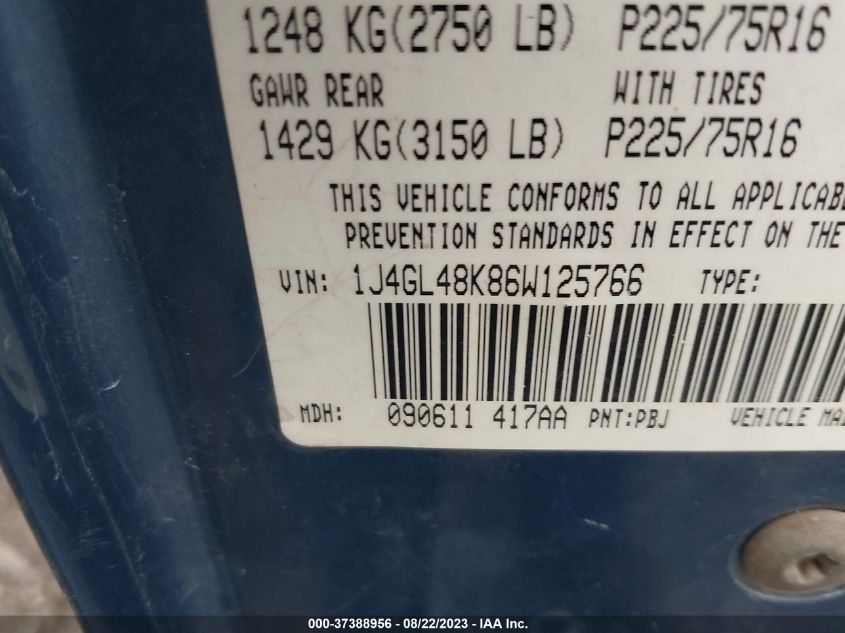 1248 KG(2750 LB) P225/75R16
GAWR REAR WITH TIRES
1429 KG(3150 LB) P225/75R16
THIS VEHICLE CONFORMS TO ALL
PREVENTION STANDARDS IN EFFECT ON THE
VIN: 1J4GL48K86W125766 TYPE:
MDH: 090611 417AA PNT:PBJ VEHICLE
000-37388956 - 08/22/2023 - IAA Inc.